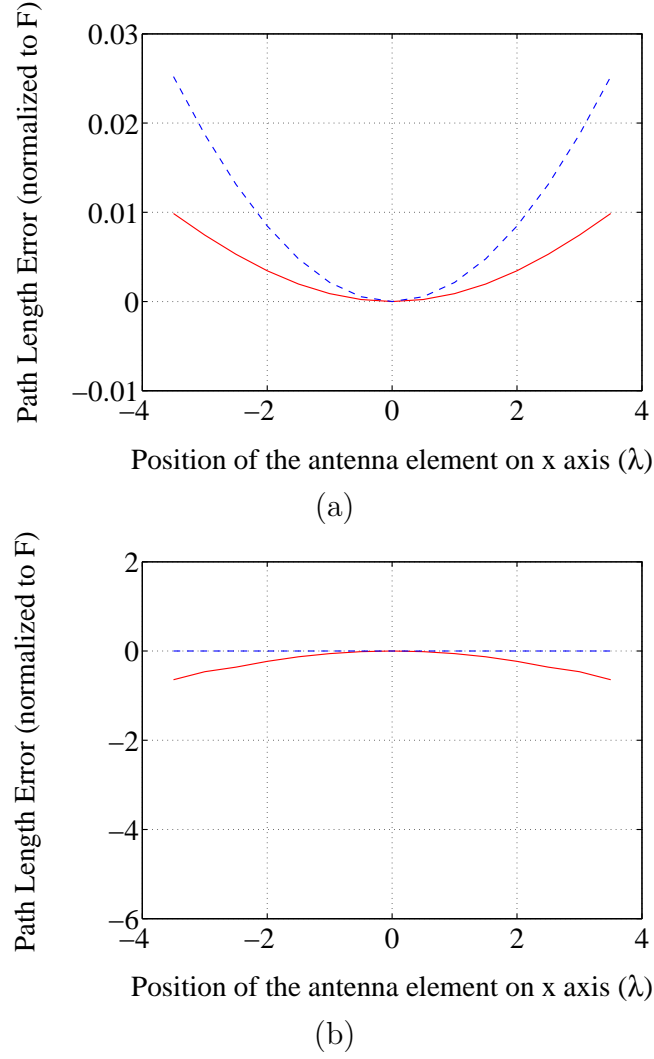 0.03
0.02
0.01
0
−0.01
Path Length Error (normalized to F)
−4 −2 0 2 4
Position of the antenna element on x axis (λ)
(a)
2
0
−2
−4
−6
Path Length Error (normalized to F)
−4 −2 0 2 4
Position of the antenna element on x axis (λ)
(b)